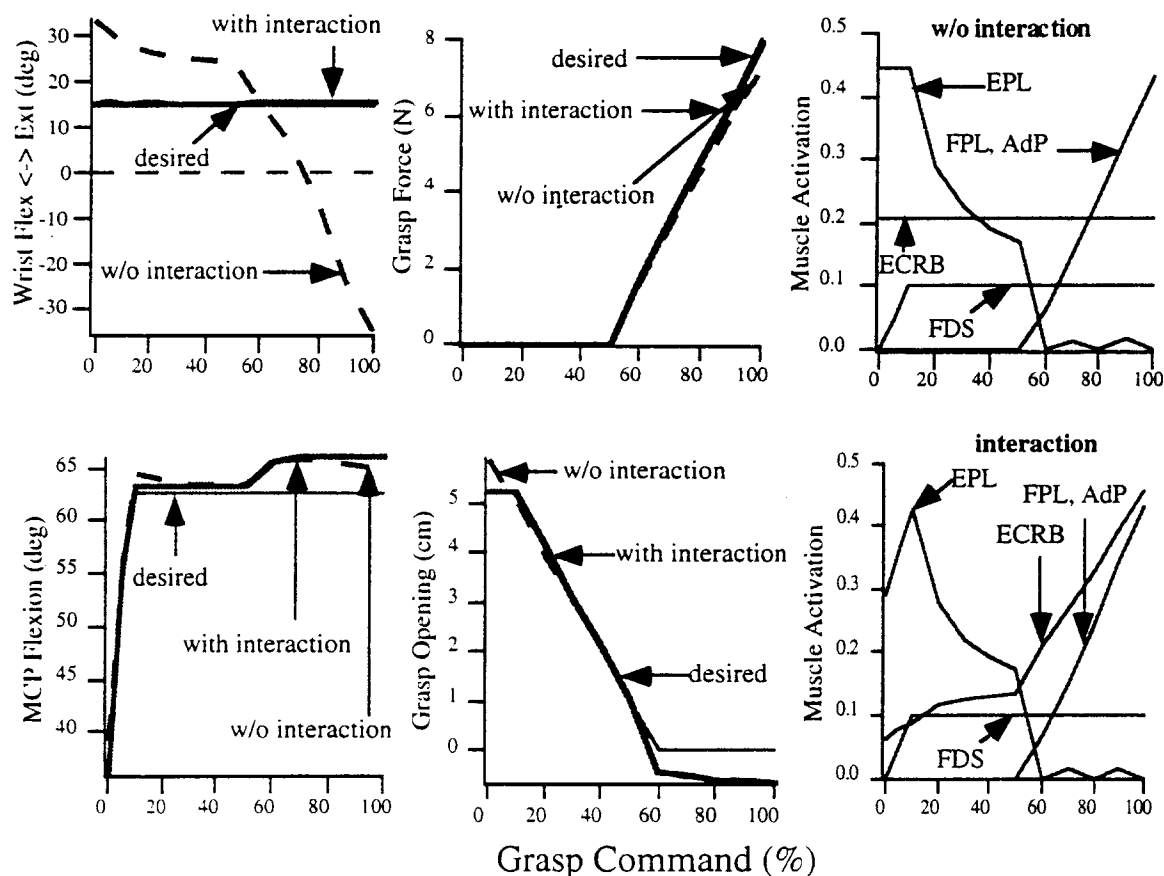 Wrist Flex <-> Ext (deg)
30
20
10
0
-10
-20
-30
with interaction
desired
w/o interaction
0 20 40 60 80 100
Grasp Force (N)
8
6
4
2
0
desired
with interaction
w/o interaction
0 20 40 60 80 100
w/o interaction
Muscle Activation
0.5
0.4
0.3
0.2
0.1
0.0
EPL
FPL, AdP
ECRB
FDS
0 20 40 60 80 100
MCP Flexion (deg)
65
60
55
50
45
40
desired
with interaction
w/o interaction
0 20 40 60 80 100
Grasp Opening (cm)
5
4
3
2
1
0
w/o interaction
with interaction
desired
0 20 40 60 80 100
interaction
Muscle Activation
0.5
0.4
0.3
0.2
0.1
0.0
EPL
FPL, AdP
ECRB
FDS
0 20 40 60 80 100
Grasp Command (%)